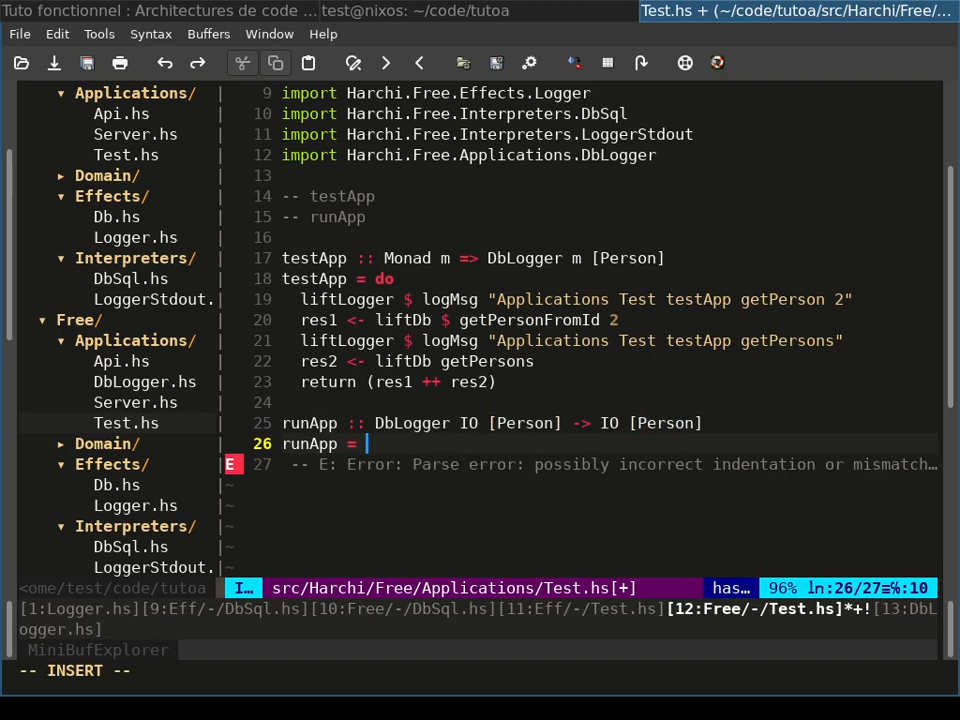 Tuto fonctionnel : Architectures de code ...
test@nixos: ~/code/tutoa
Test.hs + (~/code/tutoa/src/Harchi/Free/...
File Edit Tools Syntax Buffers Window Help
▾ Applications/
Api.hs
Server.hs
Test.hs
▸ Domain/
▾ Effects/
Db.hs
Logger.hs
▾ Interpreters/
DbSql.hs
LoggerStdout.
▾ Free/
▾ Applications/
Api.hs
DbLogger.hs
Server.hs
Test.hs
▸ Domain/
▾ Effects/
Db.hs
Logger.hs
▾ Interpreters/
DbSql.hs
LoggerStdout.
<ome/test/code/tutoa
9 import Harchi.Free.Effects.Logger
10 import Harchi.Free.Interpreters.DbSql
11 import Harchi.Free.Interpreters.LoggerStdout
12 import Harchi.Free.Applications.DbLogger
13
14 -- testApp
15 -- runApp
16
17 testApp :: Monad m => DbLogger m [Person]
18 testApp = do
19   liftLogger $ logMsg "Applications Test testApp getPerson 2"
20   res1 <- liftDb $ getPersonFromId 2
21   liftLogger $ logMsg "Applications Test testApp getPersons"
22   res2 <- liftDb getPersons
23   return (res1 ++ res2)
24
25 runApp :: DbLogger IO [Person] -> IO [Person]
26 runApp =
E 27  -- E: Error: Parse error: possibly incorrect indentation or mismatch…
~
~
~
~
~
I… src/Harchi/Free/Applications/Test.hs[+] has… 96% ln:26/27≡%:10
[1:Logger.hs][9:Eff/-/DbSql.hs][10:Free/-/DbSql.hs][11:Eff/-/Test.hs][12:Free/-/Test.hs]*+![13:DbL
ogger.hs]
MiniBufExplorer
-- INSERT --